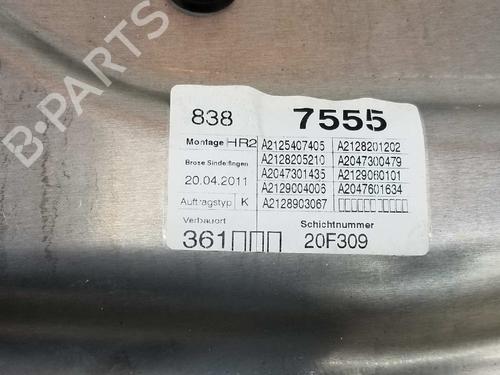 B-PARTS
838 7555
Montage HR2 A2125407405 A2128201202
Brose Sindelfingen A2128205210 A2047300479
20.04.2011 A2047301435 A2129060101
Auftragstyp K A2129004006 A2047601634
A2128903067
Verbauort Schichtnummer
361 20F309